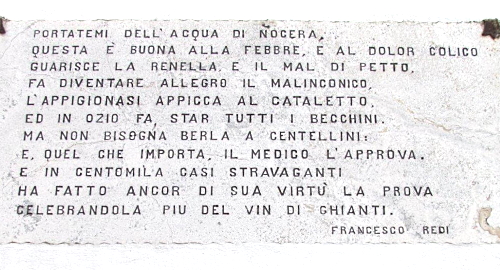 PORTATEMI DELL'ACQUA DI NOCERA,
QUESTA È BUONA ALLA FEBBRE, E AL DOLOR COLICO
GUARISCE LA RENELLA, E IL MAL DI PETTO,
FA DIVENTARE ALLEGRO IL MALINCONICO,
L'APPIGIONASI APPICCA AL CATALETTO,
ED IN OZIO FA, STAR TUTTI I BECCHINI.
MA NON BISOGNA BERLA A CENTELLINI:
E, QUEL CHE IMPORTA, IL MEDICO L'APPROVA.
E IN CENTOMILA CASI STRAVAGANTI
HA FATTO ANCOR DI SUA VIRTÙ LA PROVA
CELEBRANDOLA PIU DEL VIN DI CHIANTI.
FRANCESCO REDI